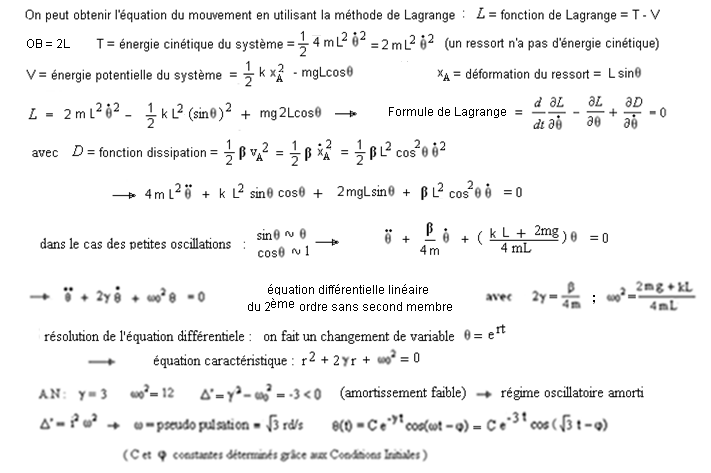 On peut obtenir l'équation du mouvement en utilisant la méthode de Lagrange : L = fonction de Lagrange = T - V
OB = 2L T = énergie cinétique du système = 1/2 4 m L² θ̇² = 2 m L² θ̇² (un ressort n'a pas d'énergie cinétique)
V = énergie potentielle du système = 1/2 k x_A² - mgLcosθ x_A = déformation du ressort = L sinθ
L = 2 m L² θ̇² - 1/2 k L² (sinθ)² + mg2Lcosθ → Formule de Lagrange = d/dt ∂L/∂θ̇ - ∂L/∂θ + ∂D/∂θ̇ = 0
avec D = fonction dissipation = 1/2 β v_A² = 1/2 β ẋ_A² = 1/2 β L² cos²θ θ̇²
→ 4 m L² θ̈ + k L² sinθ cosθ + 2mgLsinθ + β L² cos²θ θ̇ = 0
dans le cas des petites oscillations : sinθ ~ θ cosθ ~ 1 → θ̈ + β/4m θ̇ + ( k L + 2mg / 4 mL ) θ = 0
→ θ̈ + 2γ θ̇ + ω₀² θ = 0 équation différentielle linéaire du 2ème ordre sans second membre avec 2γ = β/4m ; ω₀² = 2mg + kL / 4mL
résolution de l'équation différentiele : on fait un changement de variable θ = e^rt
→ équation caractéristique : r² + 2γr + ω₀² = 0
AN: γ = 3 ω₀² = 12 Δ' = γ² - ω₀² = -3 < 0 (amortissement faible) → régime oscillatoire amorti
Δ' = i² ω² → ω = pseudo pulsation = √3 rd/s θ(t) = C e^-γt cos(ωt - φ) = C e^-3t cos (√3 t - φ)
( C et φ constantes déterminés grâce aux Conditions Initiales )